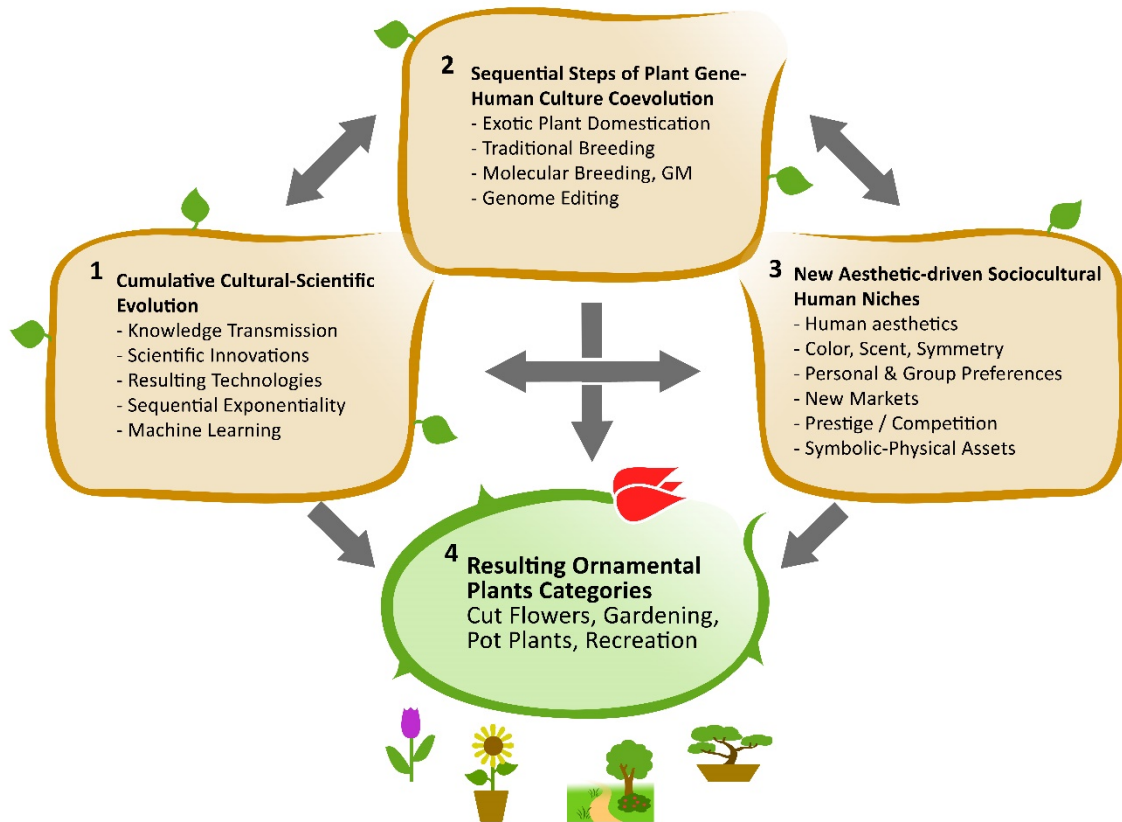 1
Cumulative Cultural-Scientific
Evolution
- Knowledge Transmission
- Scientific Innovations
- Resulting Technologies
- Sequential Exponentiality
- Machine Learning
2
Sequential Steps of Plant Gene-
Human Culture Coevolution
- Exotic Plant Domestication
- Traditional Breeding
- Molecular Breeding, GM
- Genome Editing
3
New Aesthetic-driven Sociocultural
Human Niches
- Human aesthetics
- Color, Scent, Symmetry
- Personal & Group Preferences
- New Markets
- Prestige / Competition
- Symbolic-Physical Assets
4
Resulting Ornamental
Plants Categories
Cut Flowers, Gardening,
Pot Plants, Recreation